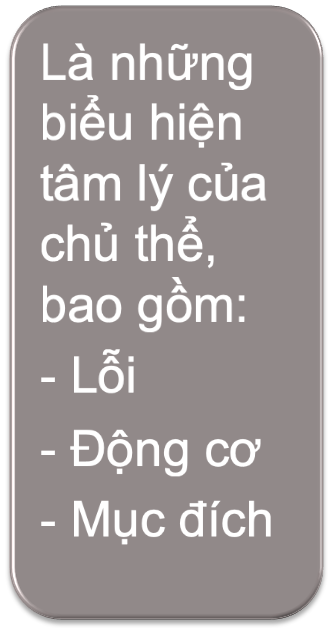 Là những
biểu hiện
tâm lý của
chủ thể,
bao gồm:
- Lỗi
- Động cơ
- Mục đích